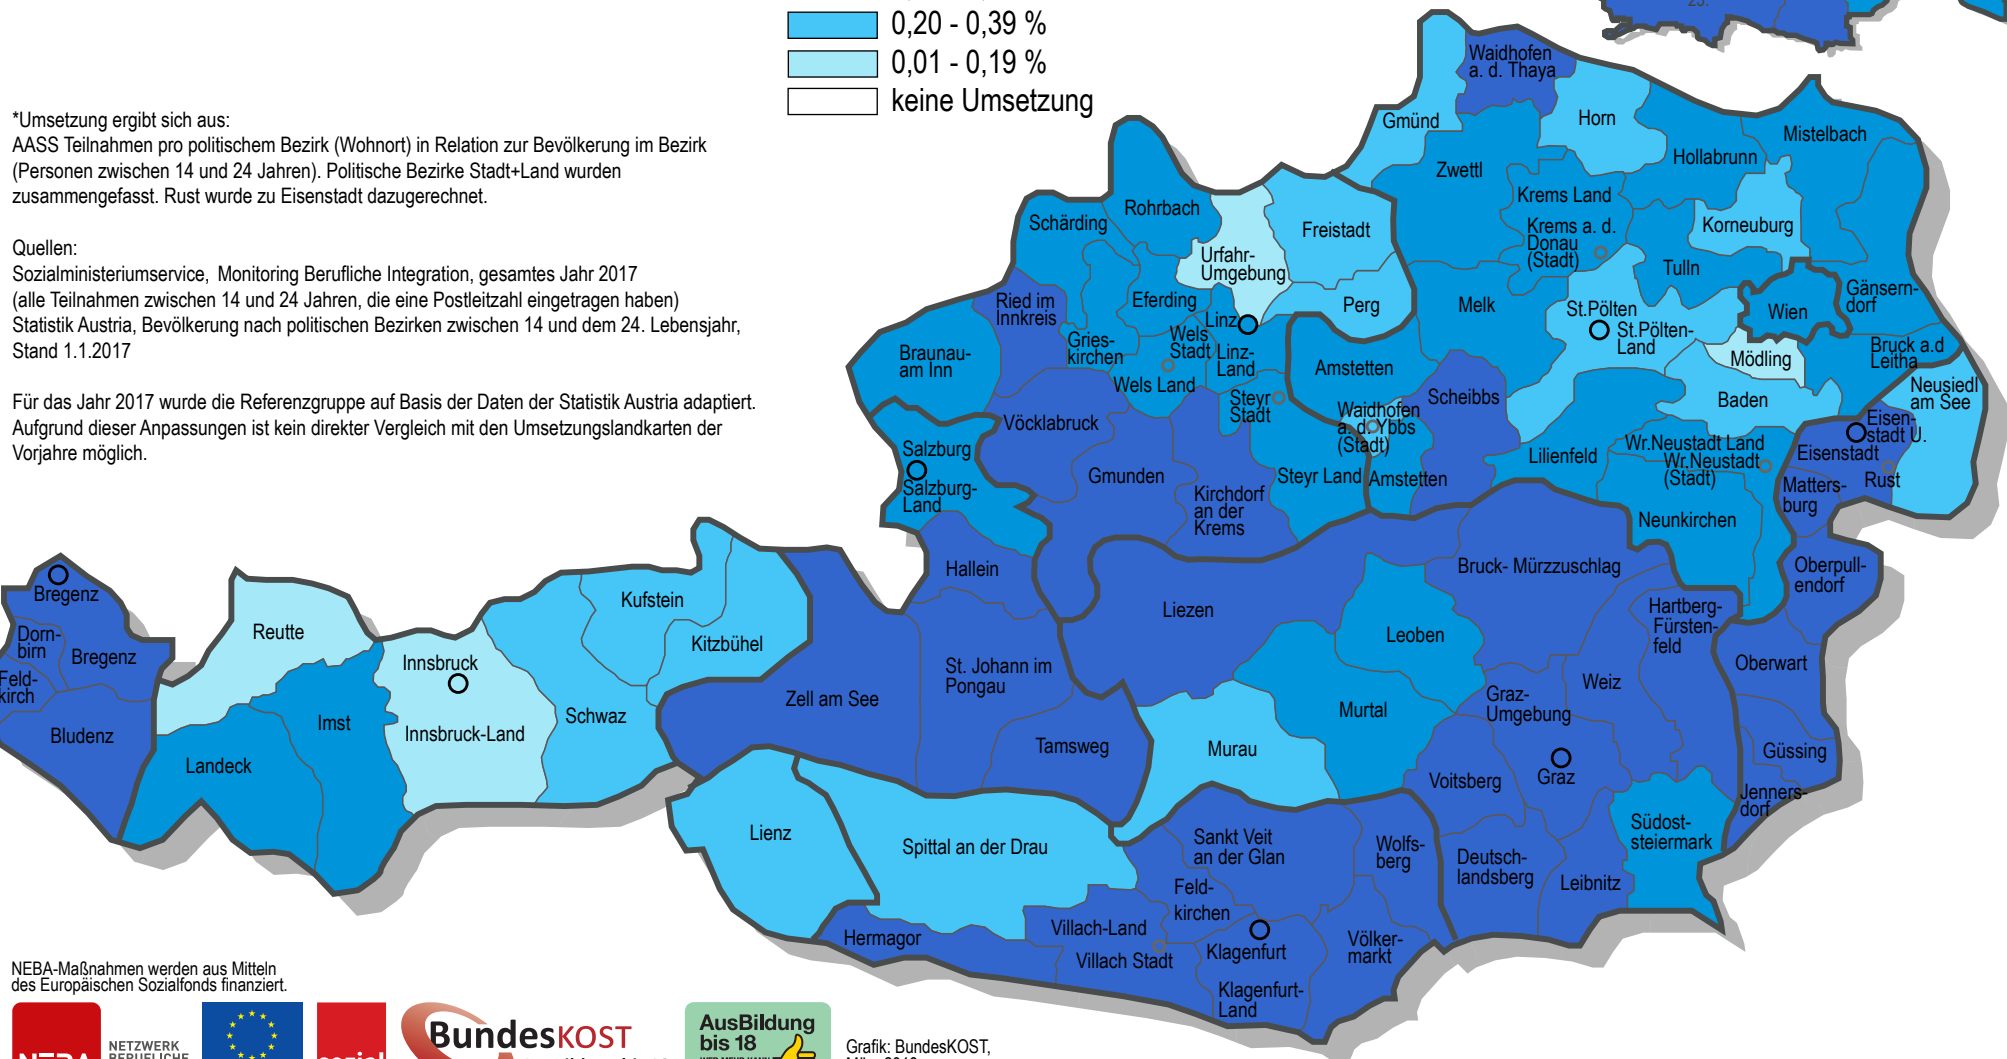 0,20 - 0,39 %
0,01 - 0,19 %
keine Umsetzung
*Umsetzung ergibt sich aus:
AASS Teilnahmen pro politischem Bezirk (Wohnort) in Relation zur Bevölkerung im Bezirk
(Personen zwischen 14 und 24 Jahren). Politische Bezirke Stadt+Land wurden
zusammengefasst. Rust wurde zu Eisenstadt dazugerechnet.
Quellen:
Sozialministeriumservice, Monitoring Berufliche Integration, gesamtes Jahr 2017
(alle Teilnahmen zwischen 14 und 24 Jahren, die eine Postleitzahl eingetragen haben)
Statistik Austria, Bevölkerung nach politischen Bezirken zwischen 14 und dem 24. Lebensjahr,
Stand 1.1.2017
Für das Jahr 2017 wurde die Referenzgruppe auf Basis der Daten der Statistik Austria adaptiert.
Aufgrund dieser Anpassungen ist kein direkter Vergleich mit den Umsetzungslandkarten der
Vorjahre möglich.
23.
Waidhofen
a. d. Thaya
Gmünd
Horn
Zwettl
Hollabrunn
Mistelbach
Krems Land
Krems a. d.
Donau
(Stadt)
Korneuburg
Tulln
Wien
Gänsern-
dorf
Melk
St.Pölten
St.Pölten-
Land
Mödling
Bruck a.d
Leitha
Baden
Neusiedl
am See
Schärding
Rohrbach
Urfahr-
Umgebung
Freistadt
Perg
Ried im
Innkreis
Eferding
Linz
Wels
Stadt
Linz-
Land
Gries-
kirchen
Wels Land
Braunau-
am Inn
Vöcklabruck
Steyr
Stadt
Amstetten
Waidhofen
a. d. Ybbs
(Stadt)
Scheibbs
Lilienfeld
Wr.Neustadt Land
Wr.Neustadt
(Stadt)
Eisen-
stadt U.
Eisenstadt
Rust
Matters-
burg
Salzburg
Salzburg-
Land
Gmunden
Kirchdorf
an der
Krems
Steyr Land
Amstetten
Neunkirchen
Hallein
Liezen
Bruck- Mürzzuschlag
Oberpull-
endorf
Hartberg-
Fürsten-
feld
Leoben
Oberwart
Bregenz
Dorn-
birn
Bregenz
Feld-
kirch
Bludenz
Reutte
Innsbruck
Innsbruck-Land
Imst
Landeck
Kufstein
Kitzbühel
Schwaz
Zell am See
St. Johann im
Pongau
Tamsweg
Murau
Murtal
Graz-
Umgebung
Weiz
Graz
Voitsberg
Güssing
Jenners-
dorf
Südost-
steiermark
Deutsch-
landsberg
Leibnitz
Lienz
Spittal an der Drau
Sankt Veit
an der Glan
Wolfs-
berg
Feld-
kirchen
Hermagor
Villach-Land
Villach Stadt
Klagenfurt
Klagenfurt-
Land
Völker-
markt
NEBA-Maßnahmen werden aus Mitteln
des Europäischen Sozialfonds finanziert.
NEBA
NETZWERK
BERUFLICHE
sozial
BundesKOST
AusBildung
bis 18
Grafik: BundesKOST,